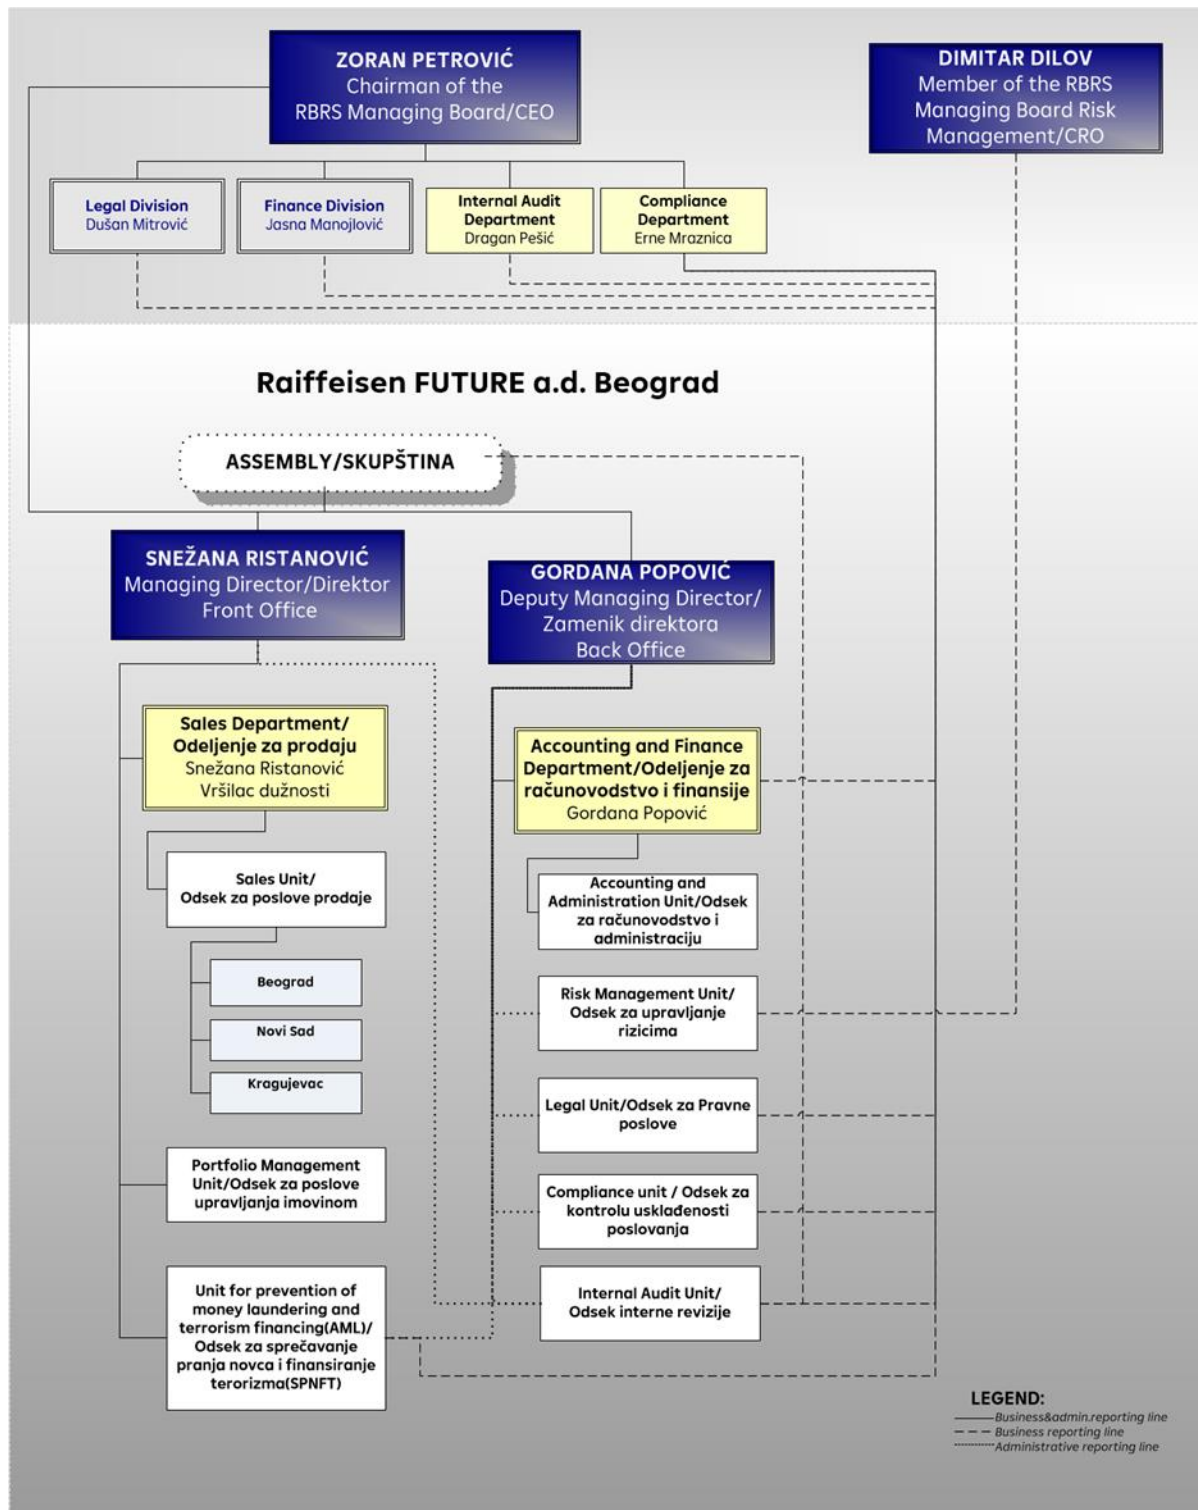 ZORAN PETROVIĆ
Chairman of the
RBRS Managing Board/CEO
DIMITAR DILOV
Member of the RBRS
Managing Board Risk
Management/CRO
Legal Division
Dušan Mitrović
Finance Division
Jasna Manojlović
Internal Audit
Department
Dragan Pešić
Compliance
Department
Erne Mraznica
Raiffeisen FUTURE a.d. Beograd
ASSEMBLY/SKUPŠTINA
SNEŽANA RISTANOVIĆ
Managing Director/Direktor
Front Office
GORDANA POPOVIĆ
Deputy Managing Director/
Zamenik direktora
Back Office
Sales Department/
Odeljenje za prodaju
Snežana Ristanović
Vršilac dužnosti
Sales Unit/
Odsek za poslove prodaje
Beograd
Novi Sad
Kragujevac
Portfolio Management
Unit/Odsek za poslove
upravljanja imovinom
Unit for prevention of
money laundering and
terrorism financing(AML)/
Odsek za sprečavanje
pranja novca i finansiranje
terorizma(SPNFT)
Accounting and Finance
Department/Odeljenje za
računovodstvo i finansije
Gordana Popović
Accounting and
Administration Unit/Odsek
za računovodstvo i
administraciju
Risk Management Unit/
Odsek za upravljanje
rizicima
Legal Unit/Odsek za Pravne
poslove
Compliance unit / Odsek za
kontrolu usklađenosti
poslovanja
Internal Audit Unit/
Odsek interne revizije
LEGEND:
Business&admin.reporting line
Business reporting line
Administrative reporting line